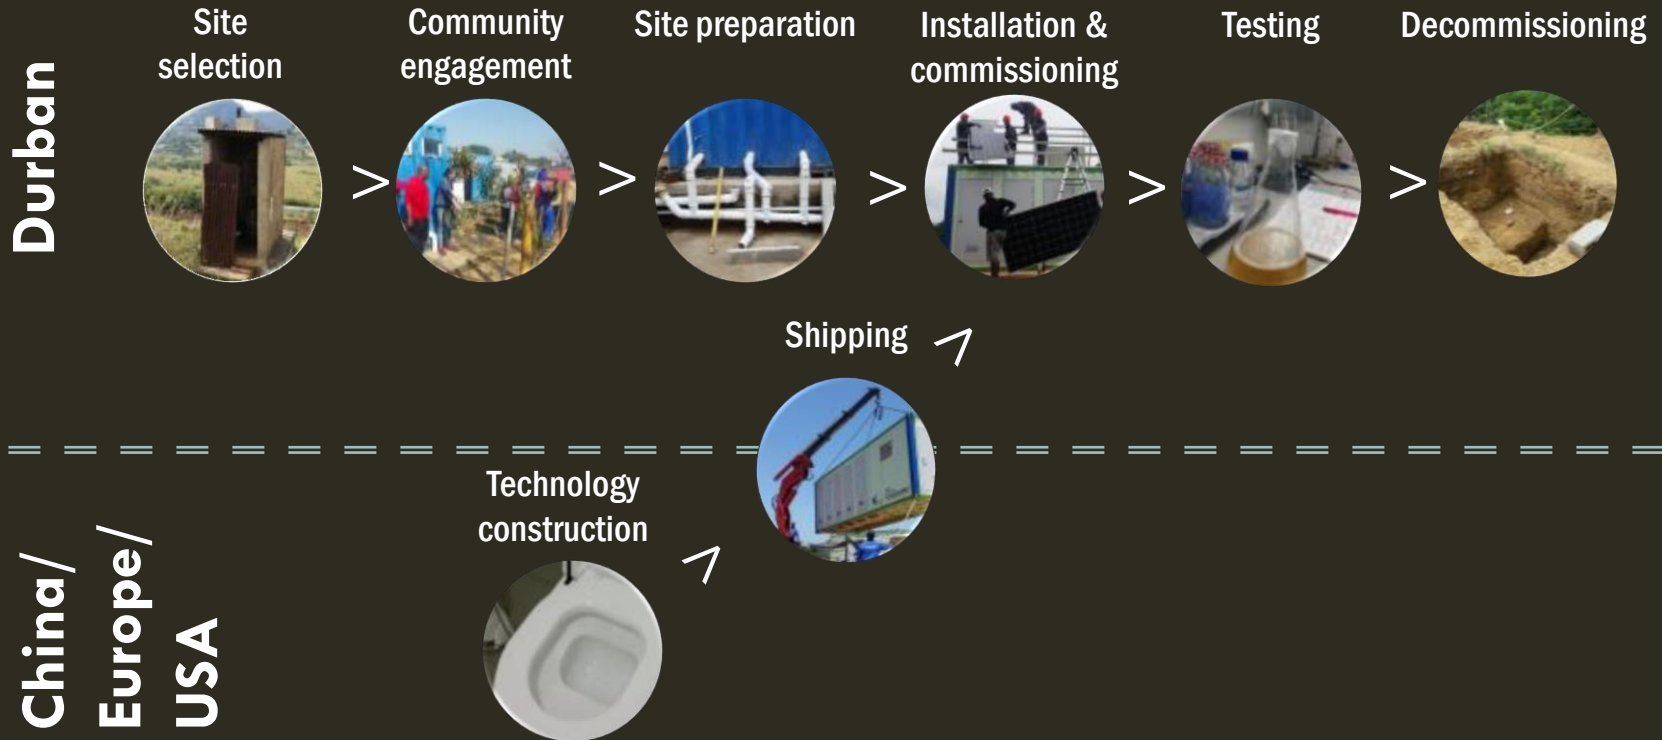 Durban
Site
selection
>
Community
engagement
>
Site preparation
>
Installation &
commissioning
>
Testing
>
Decommissioning
Shipping
>
Technology
construction
>
China/
Europe/
USA